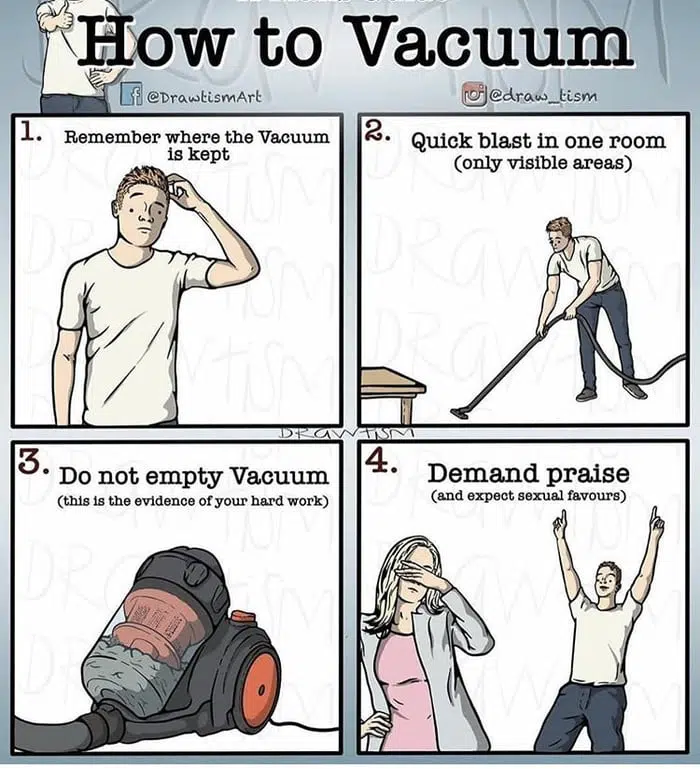 How to Vacuum
@DrawtismArt
@draw_tism
1. Remember where the Vacuum
is kept
2. Quick blast in one room
(only visible areas)
DRAWTISM
3. Do not empty Vacuum
(this is the evidence of your hard work)
4. Demand praise
(and expect sexual favours)